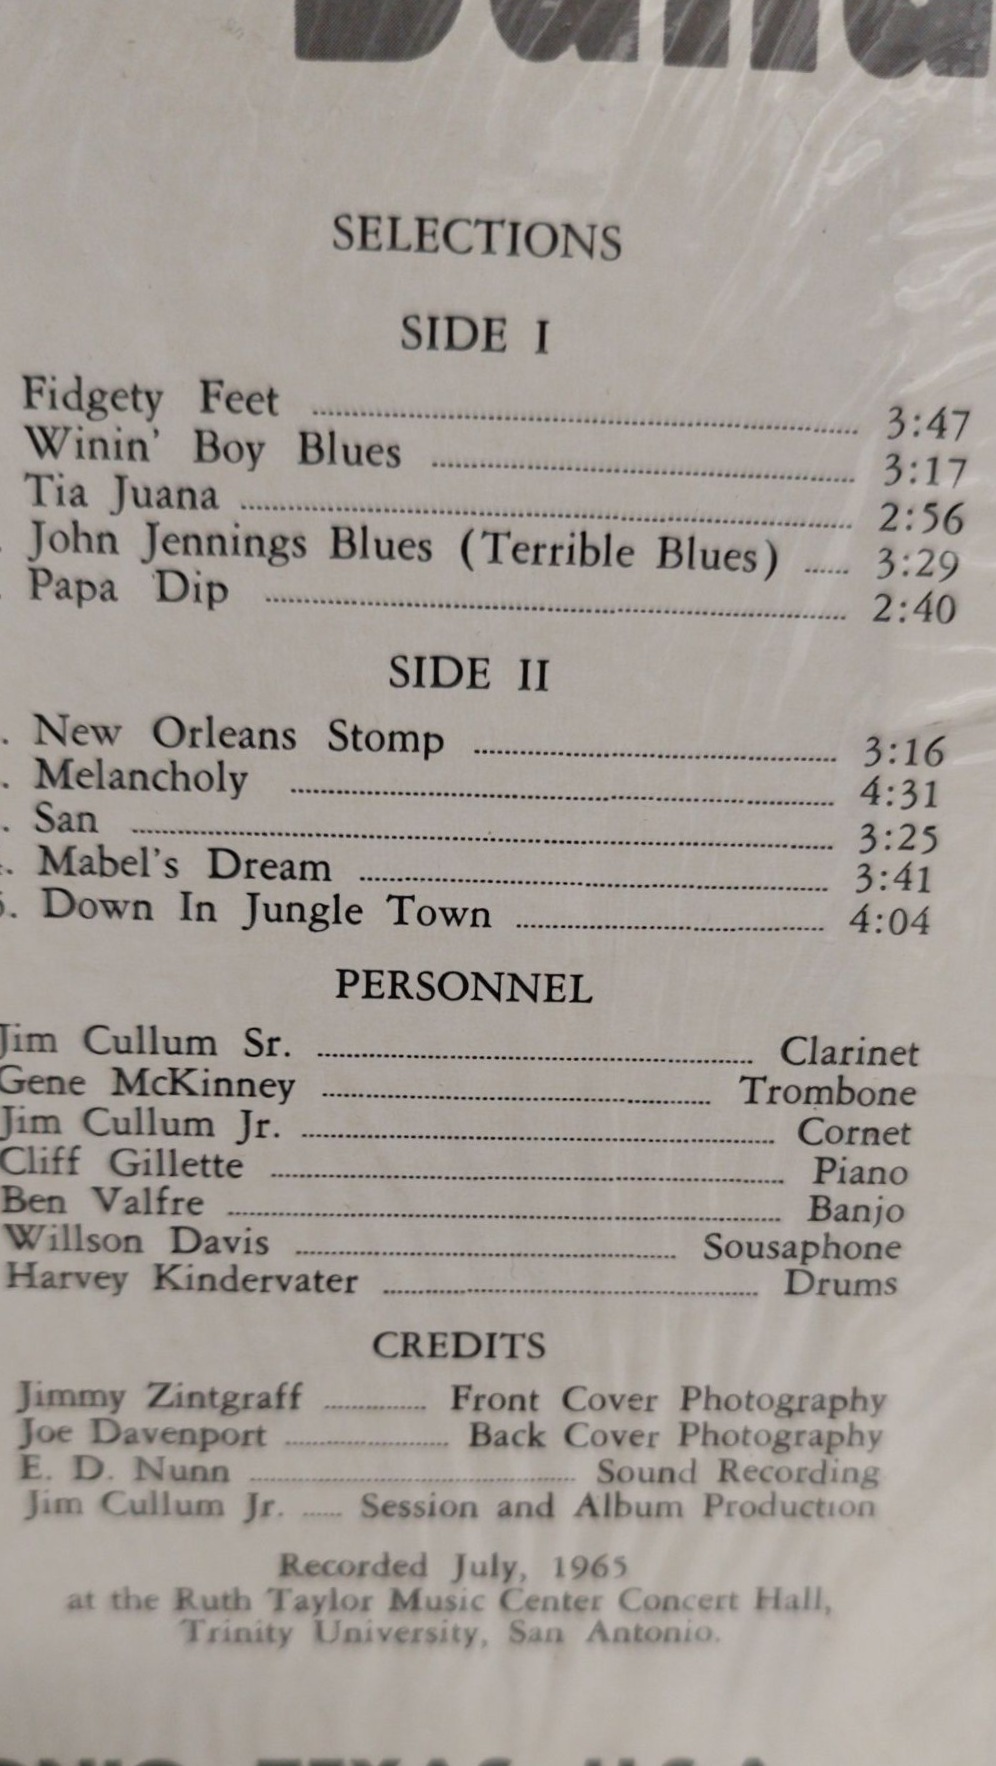 Band
SELECTIONS
SIDE I
Fidgety Feet ........ 3:47
Winin' Boy Blues ........ 3:17
Tia Juana ........ 2:56
John Jennings Blues (Terrible Blues) ...... 3:29
Papa Dip ........ 2:40
SIDE II
. New Orleans Stomp ........ 3:16
. Melancholy ........ 4:31
. San ........ 3:25
. Mabel's Dream ........ 3:41
5. Down In Jungle Town ........ 4:04
PERSONNEL
Jim Cullum Sr. ........ Clarinet
Gene McKinney ........ Trombone
Jim Cullum Jr. ........ Cornet
Cliff Gillette ........ Piano
Ben Valfre ........ Banjo
Willson Davis ........ Sousaphone
Harvey Kindervater ........ Drums
CREDITS
Jimmy Zintgraff ........ Front Cover Photography
Joe Davenport ........ Back Cover Photography
E. D. Nunn ........ Sound Recording
Jim Cullum Jr. ...... Session and Album Production
Recorded July, 1965
at the Ruth Taylor Music Center Concert Hall,
Trinity University, San Antonio.
TEXAS U.S.A.